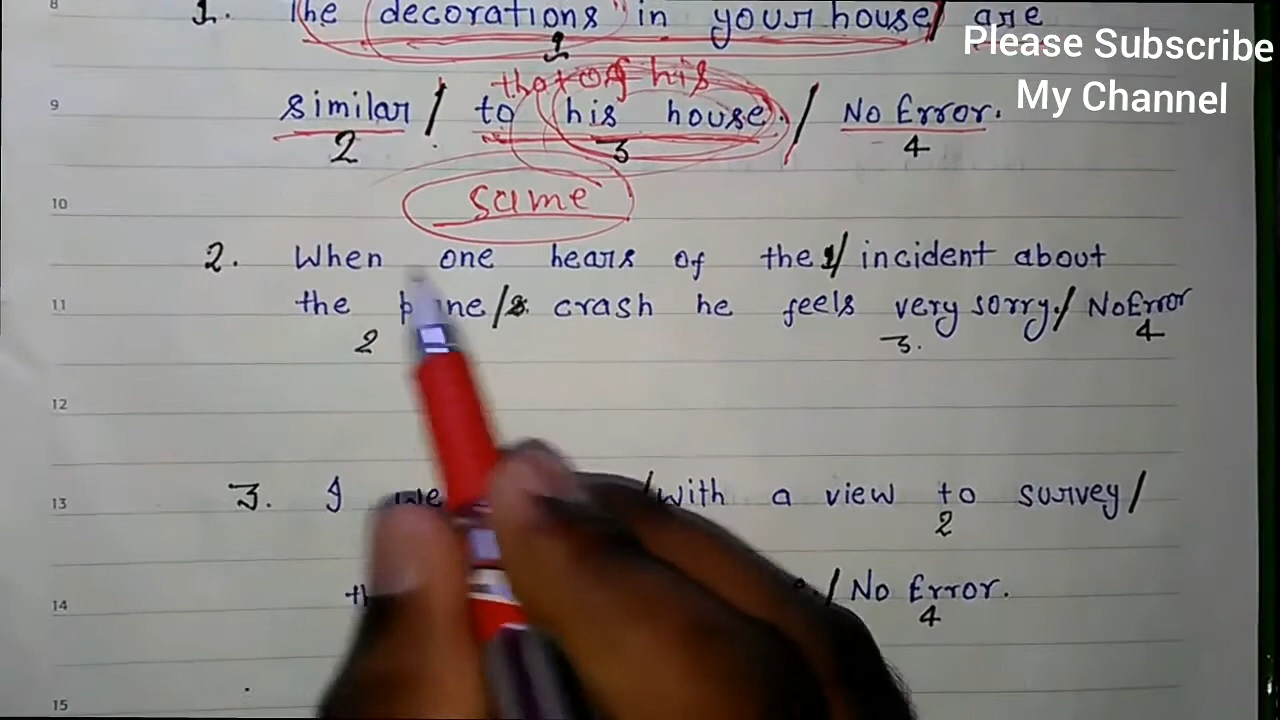 8
1. The decorations in your house/ are
1
Please Subscribe
My Channel
that of his
9 similar / to his house. / No Error.
2 3 4
10 same
2. When one hears of the 1/ incident about
11 the /2. crash he feels very sorry./ No Error
2 3. 4
12
13 3. I /with a view to survey/
2
14 ./ No Error.
4
15